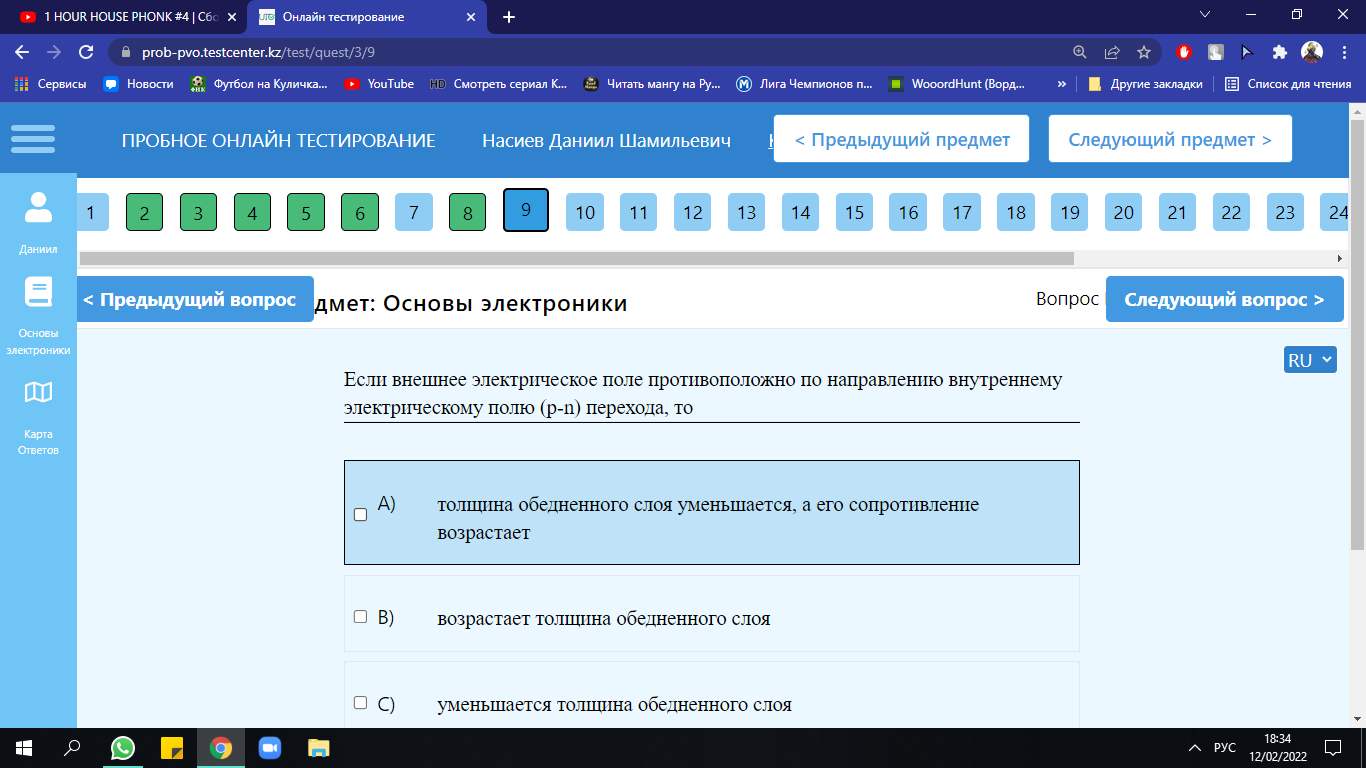 1 HOUR HOUSE PHONK #4 | Сбо
UTO
Онлайн тестирование
prob-pvo.testcenter.kz/test/quest/3/9
Сервисы
Новости
ФНК
Футбол на Куличка...
YouTube
HD
Смотреть сериал К...
Читать мангу на Ру...
Лига Чемпионов п...
WooordHunt (Ворд...
»
Другие закладки
Список для чтения
ПРОБНОЕ ОНЛАЙН ТЕСТИРОВАНИЕ
Насиев Даниил Шамильевич
< Предыдущий предмет
Следующий предмет >
1 2 3 4 5 6 7 8 9 10 11 12 13 14 15 16 17 18 19 20 21 22 23 24
Даниил
Основы
электроники
Карта
Ответов
< Предыдущий вопрос
дмет: Основы электроники
Вопрос
Следующий вопрос >
RU
Если внешнее электрическое поле противоположно по направлению внутреннему
электрическому полю (p-n) перехода, то
A)
толщина обедненного слоя уменьшается, а его сопротивление
возрастает
B)
возрастает толщина обедненного слоя
C)
уменьшается толщина обедненного слоя
РУС
18:34
12/02/2022